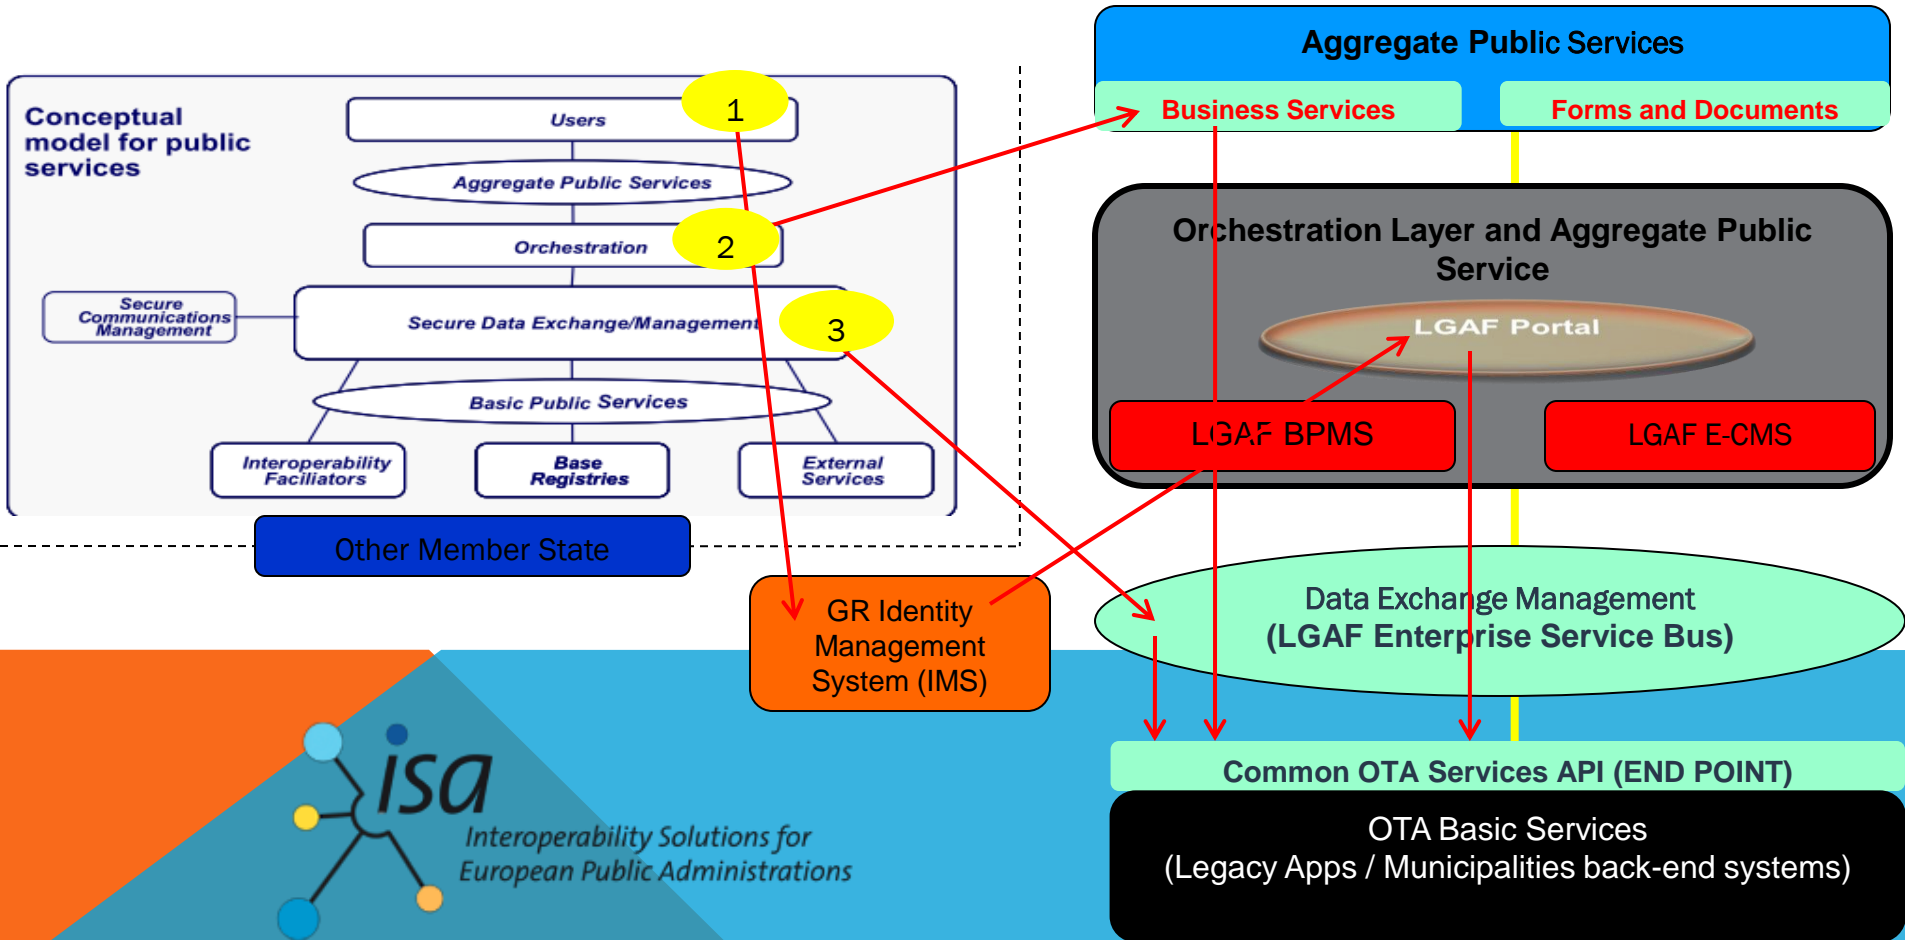 Conceptual
model for public
services
Users
1
Aggregate Public Services
Orchestration
2
Secure
Communications
Management
Secure Data Exchange/Management
3
Basic Public Services
Interoperability
Faciliators
Base
Registries
External
Services
Other Member State
GR Identity
Management
System (IMS)
Aggregate Public Services
Business Services
Forms and Documents
Orchestration Layer and Aggregate Public
Service
LGAF Portal
LGAF BPMS
LGAF E-CMS
Data Exchange Management
(LGAF Enterprise Service Bus)
Common OTA Services API (END POINT)
OTA Basic Services
(Legacy Apps / Municipalities back-end systems)
isa
Interoperability Solutions for
European Public Administrations